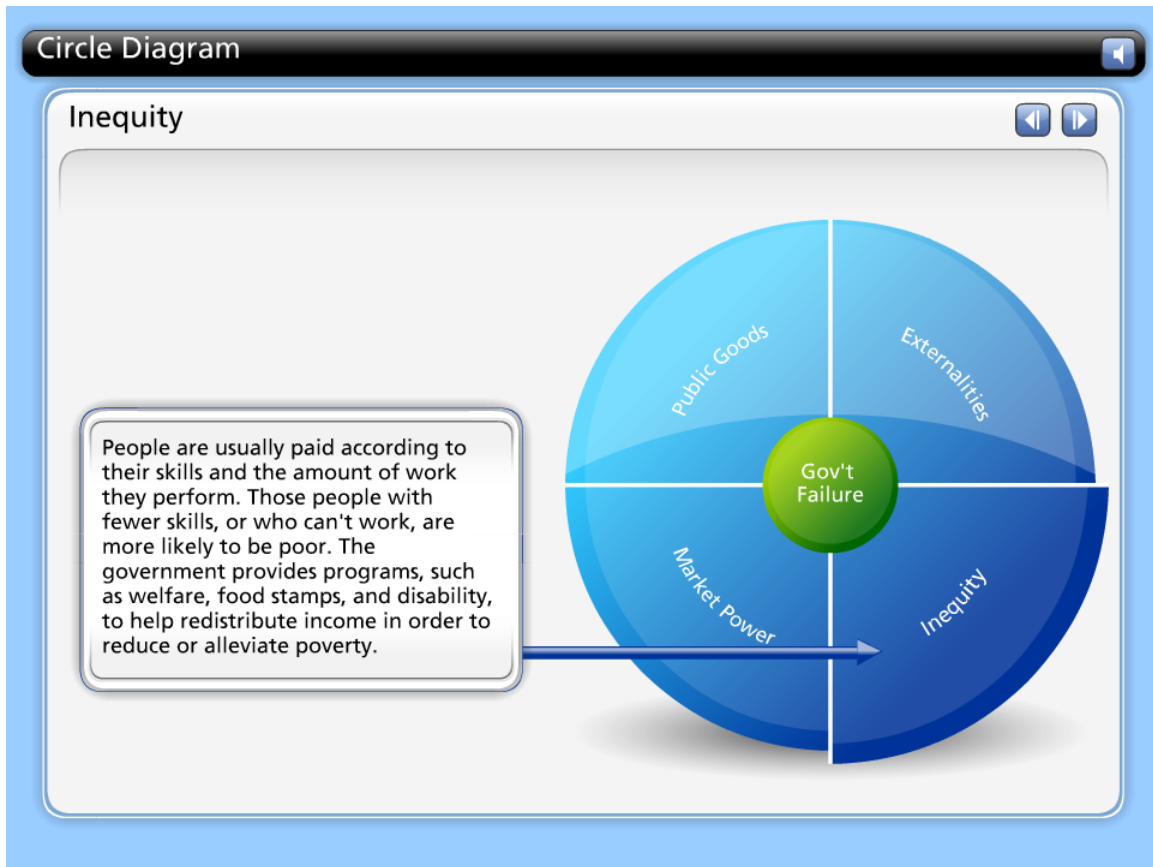 Circle Diagram
Inequity
People are usually paid according to
their skills and the amount of work
they perform. Those people with
fewer skills, or who can't work, are
more likely to be poor. The
government provides programs, such
as welfare, food stamps, and disability,
to help redistribute income in order to
reduce or alleviate poverty.
Public Goods
Externalities
Gov't
Failure
Market Power
Inequity